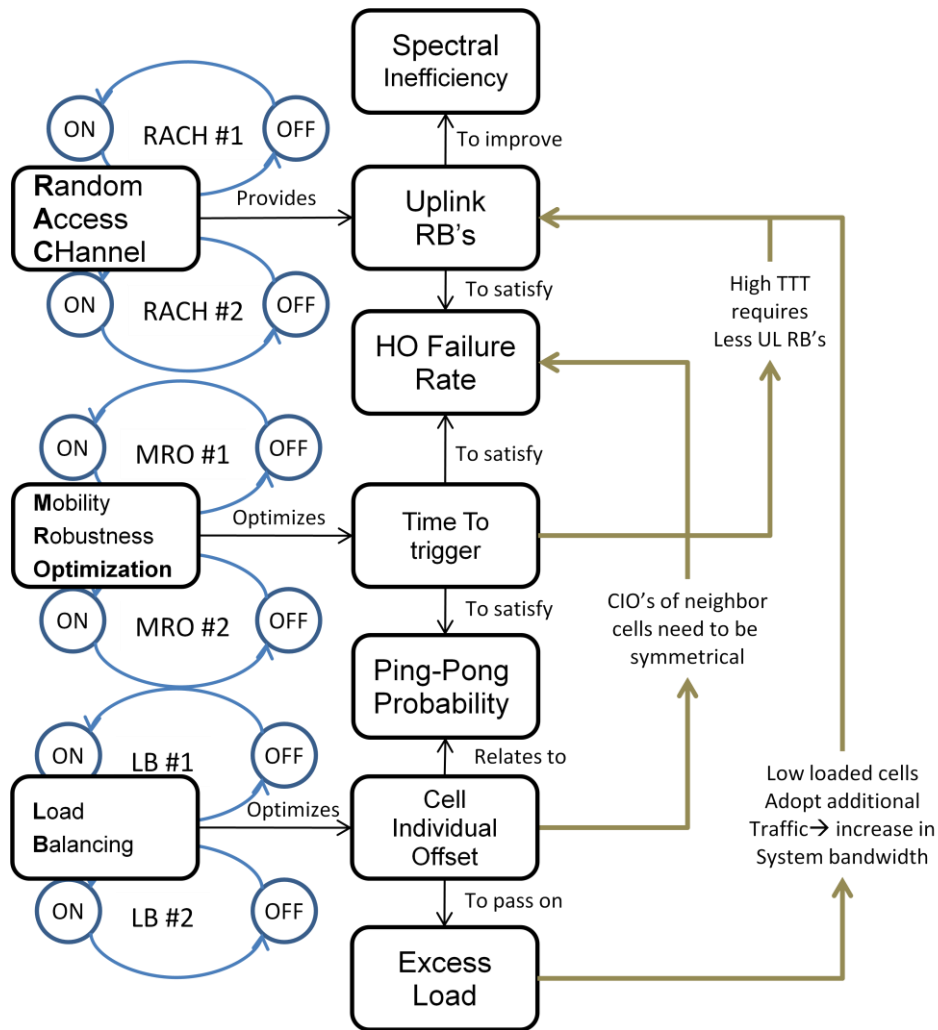 Spectral
Inefficiency
ON
RACH #1
OFF
To improve
Random
Access
CHannel
Provides
Uplink
RB's
ON
RACH #2
OFF
To satisfy
High TTT
requires
Less UL RB's
HO Failure
Rate
ON
MRO #1
OFF
To satisfy
Mobility
Robustness
Optimization
Optimizes
Time To
trigger
ON
MRO #2
OFF
To satisfy
CIO's of neighbor
cells need to be
symmetrical
Ping-Pong
Probability
ON
LB #1
OFF
Relates to
Load
Balancing
Optimizes
Cell
Individual
Offset
Low loaded cells
Adopt additional
Traffic→ increase in
System bandwidth
ON
LB #2
OFF
To pass on
Excess
Load